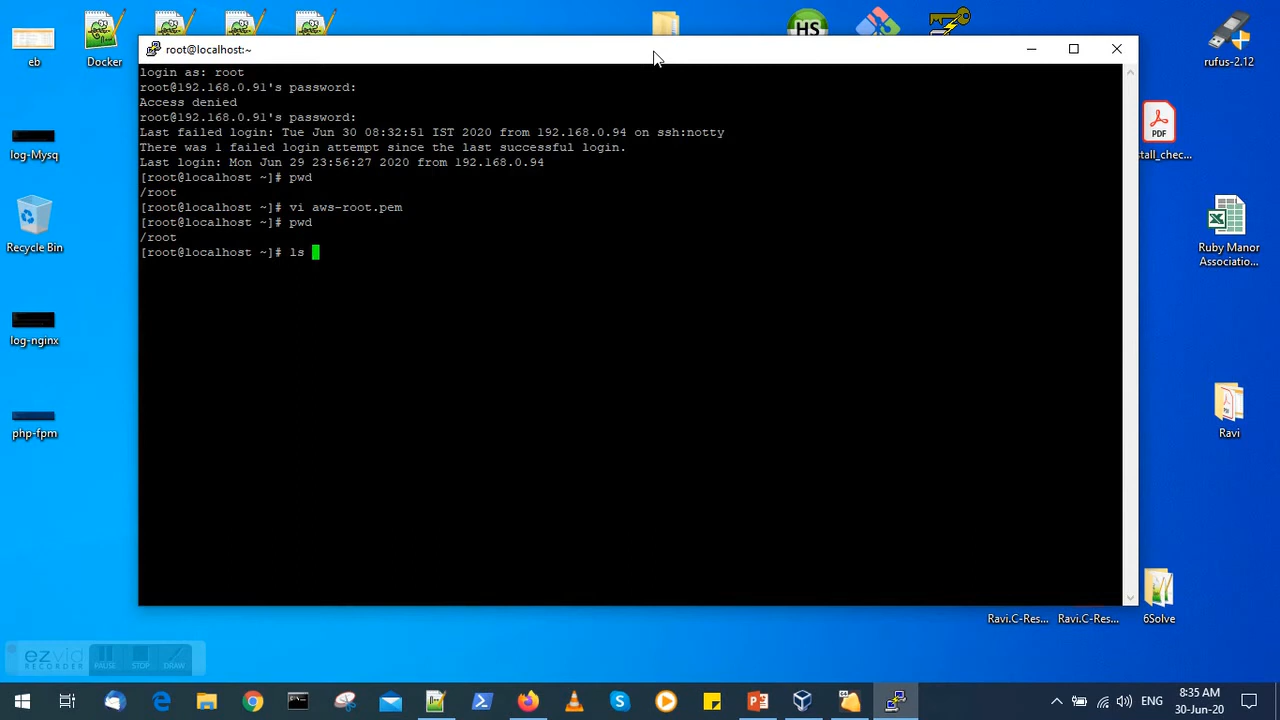 root@localhost:~
login as: root
root@192.168.0.91's password:
Access denied
root@192.168.0.91's password:
Last failed login: Tue Jun 30 08:32:51 IST 2020 from 192.168.0.94 on ssh:notty
There was 1 failed login attempt since the last successful login.
Last login: Mon Jun 29 23:56:27 2020 from 192.168.0.94
[root@localhost ~]# pwd
/root
[root@localhost ~]# vi aws-root.pem
[root@localhost ~]# pwd
/root
[root@localhost ~]# ls
eb
Docker
HS
rufus-2.12
log-Mysq
PDF
stall_chec...
Recycle Bin
Ruby Manor
Association...
log-nginx
php-fpm
Ravi
Ravi.C-Res...
Ravi.C-Res...
6Solve
ezvid
RECORDER
PAUSE
STOP
DRAW
ENG
8:35 AM
30-Jun-20